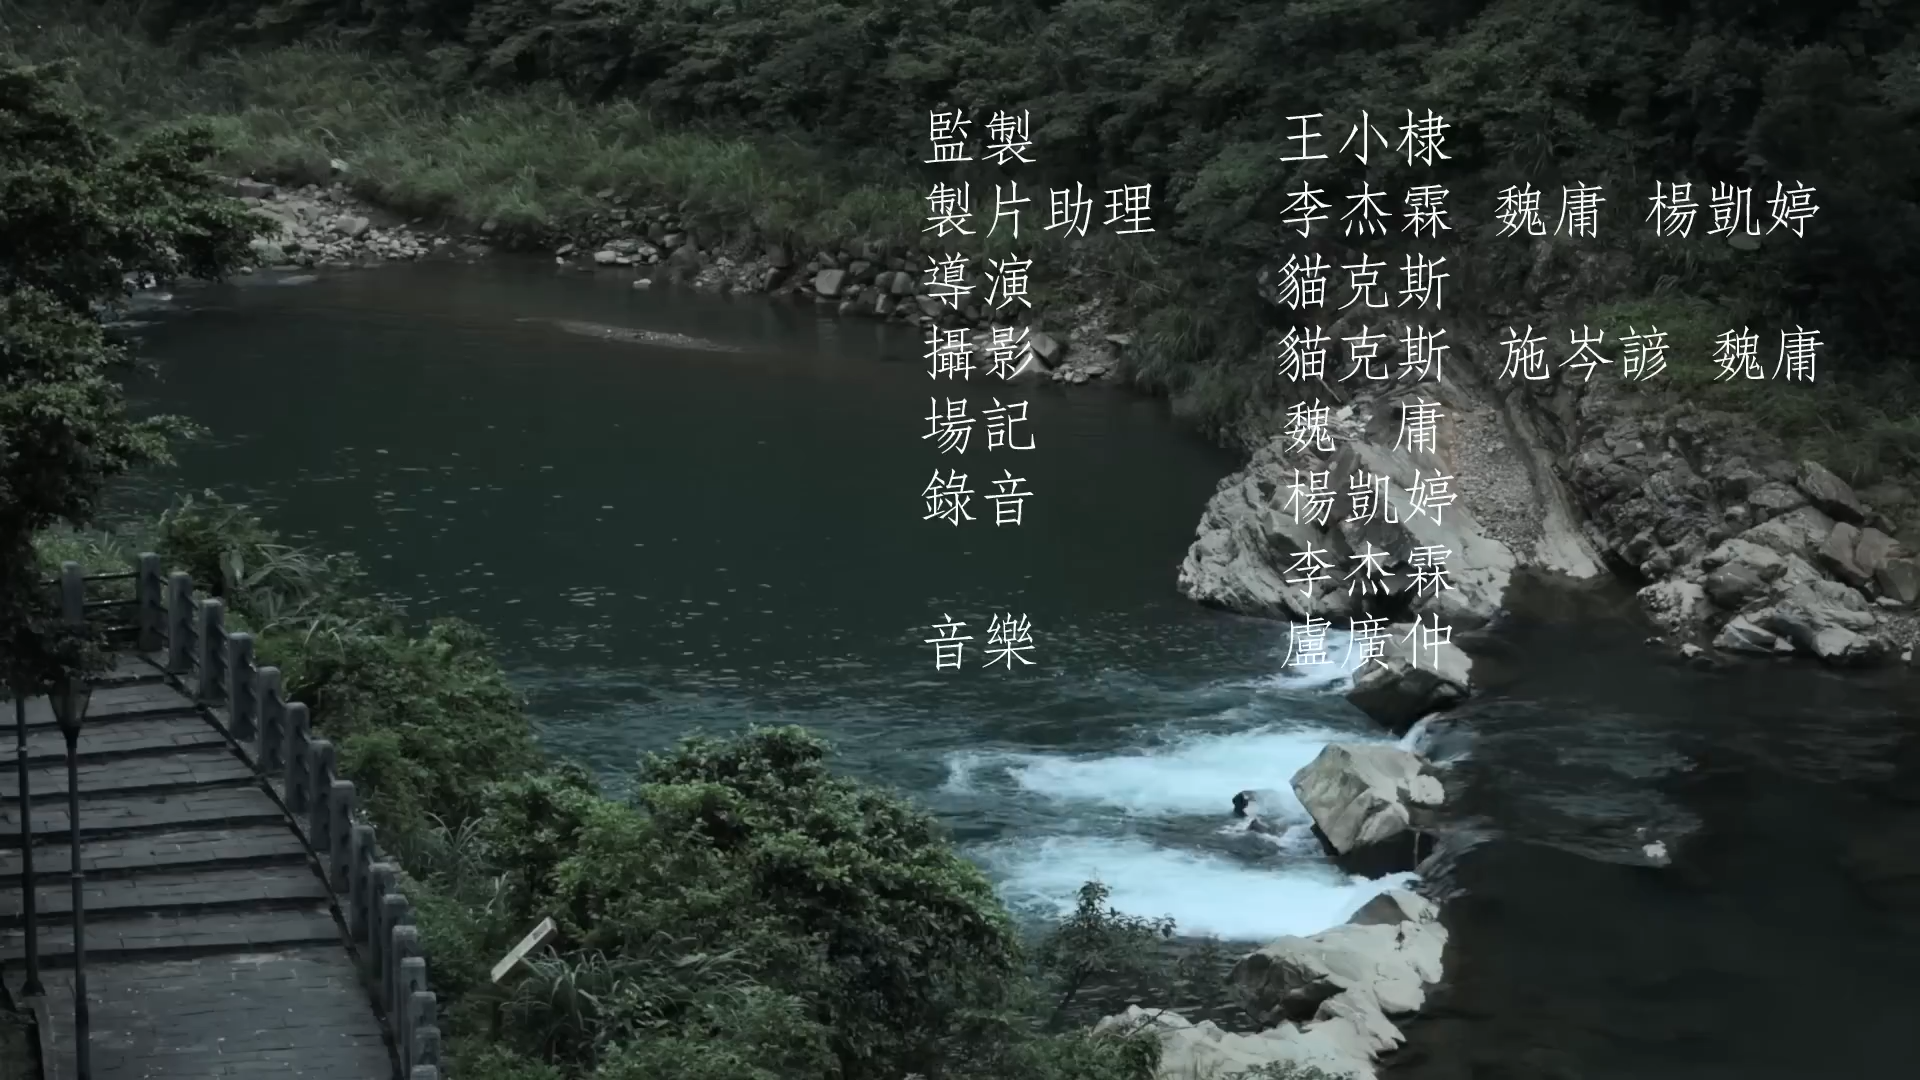 監製 王小棣
製片助理 李杰霖 魏庸 楊凱婷
導演 貓克斯
攝影 貓克斯 施岑諺 魏庸
場記 魏 庸
錄音 楊凱婷
李杰霖
音樂 盧廣仲